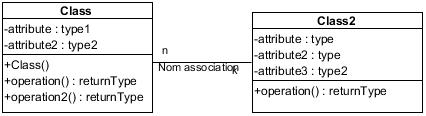 Class
-attribute : type1
-attribute2 : type2
+Class()
+operation() : returnType
+operation2() : returnType
n
Nom association
k
Class2
-attribute : type
-attribute2 : type
-attribute3 : type2
+operation() : returnType